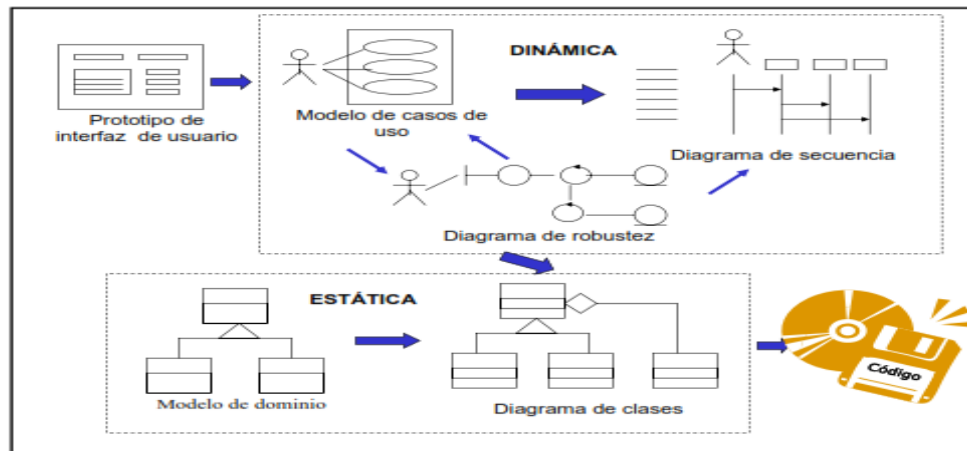 DINÁMICA
Prototipo de
interfaz de usuario
Modelo de casos de
uso
Diagrama de secuencia
Diagrama de robustez
ESTÁTICA
Modelo de dominio
Diagrama de clases
Código